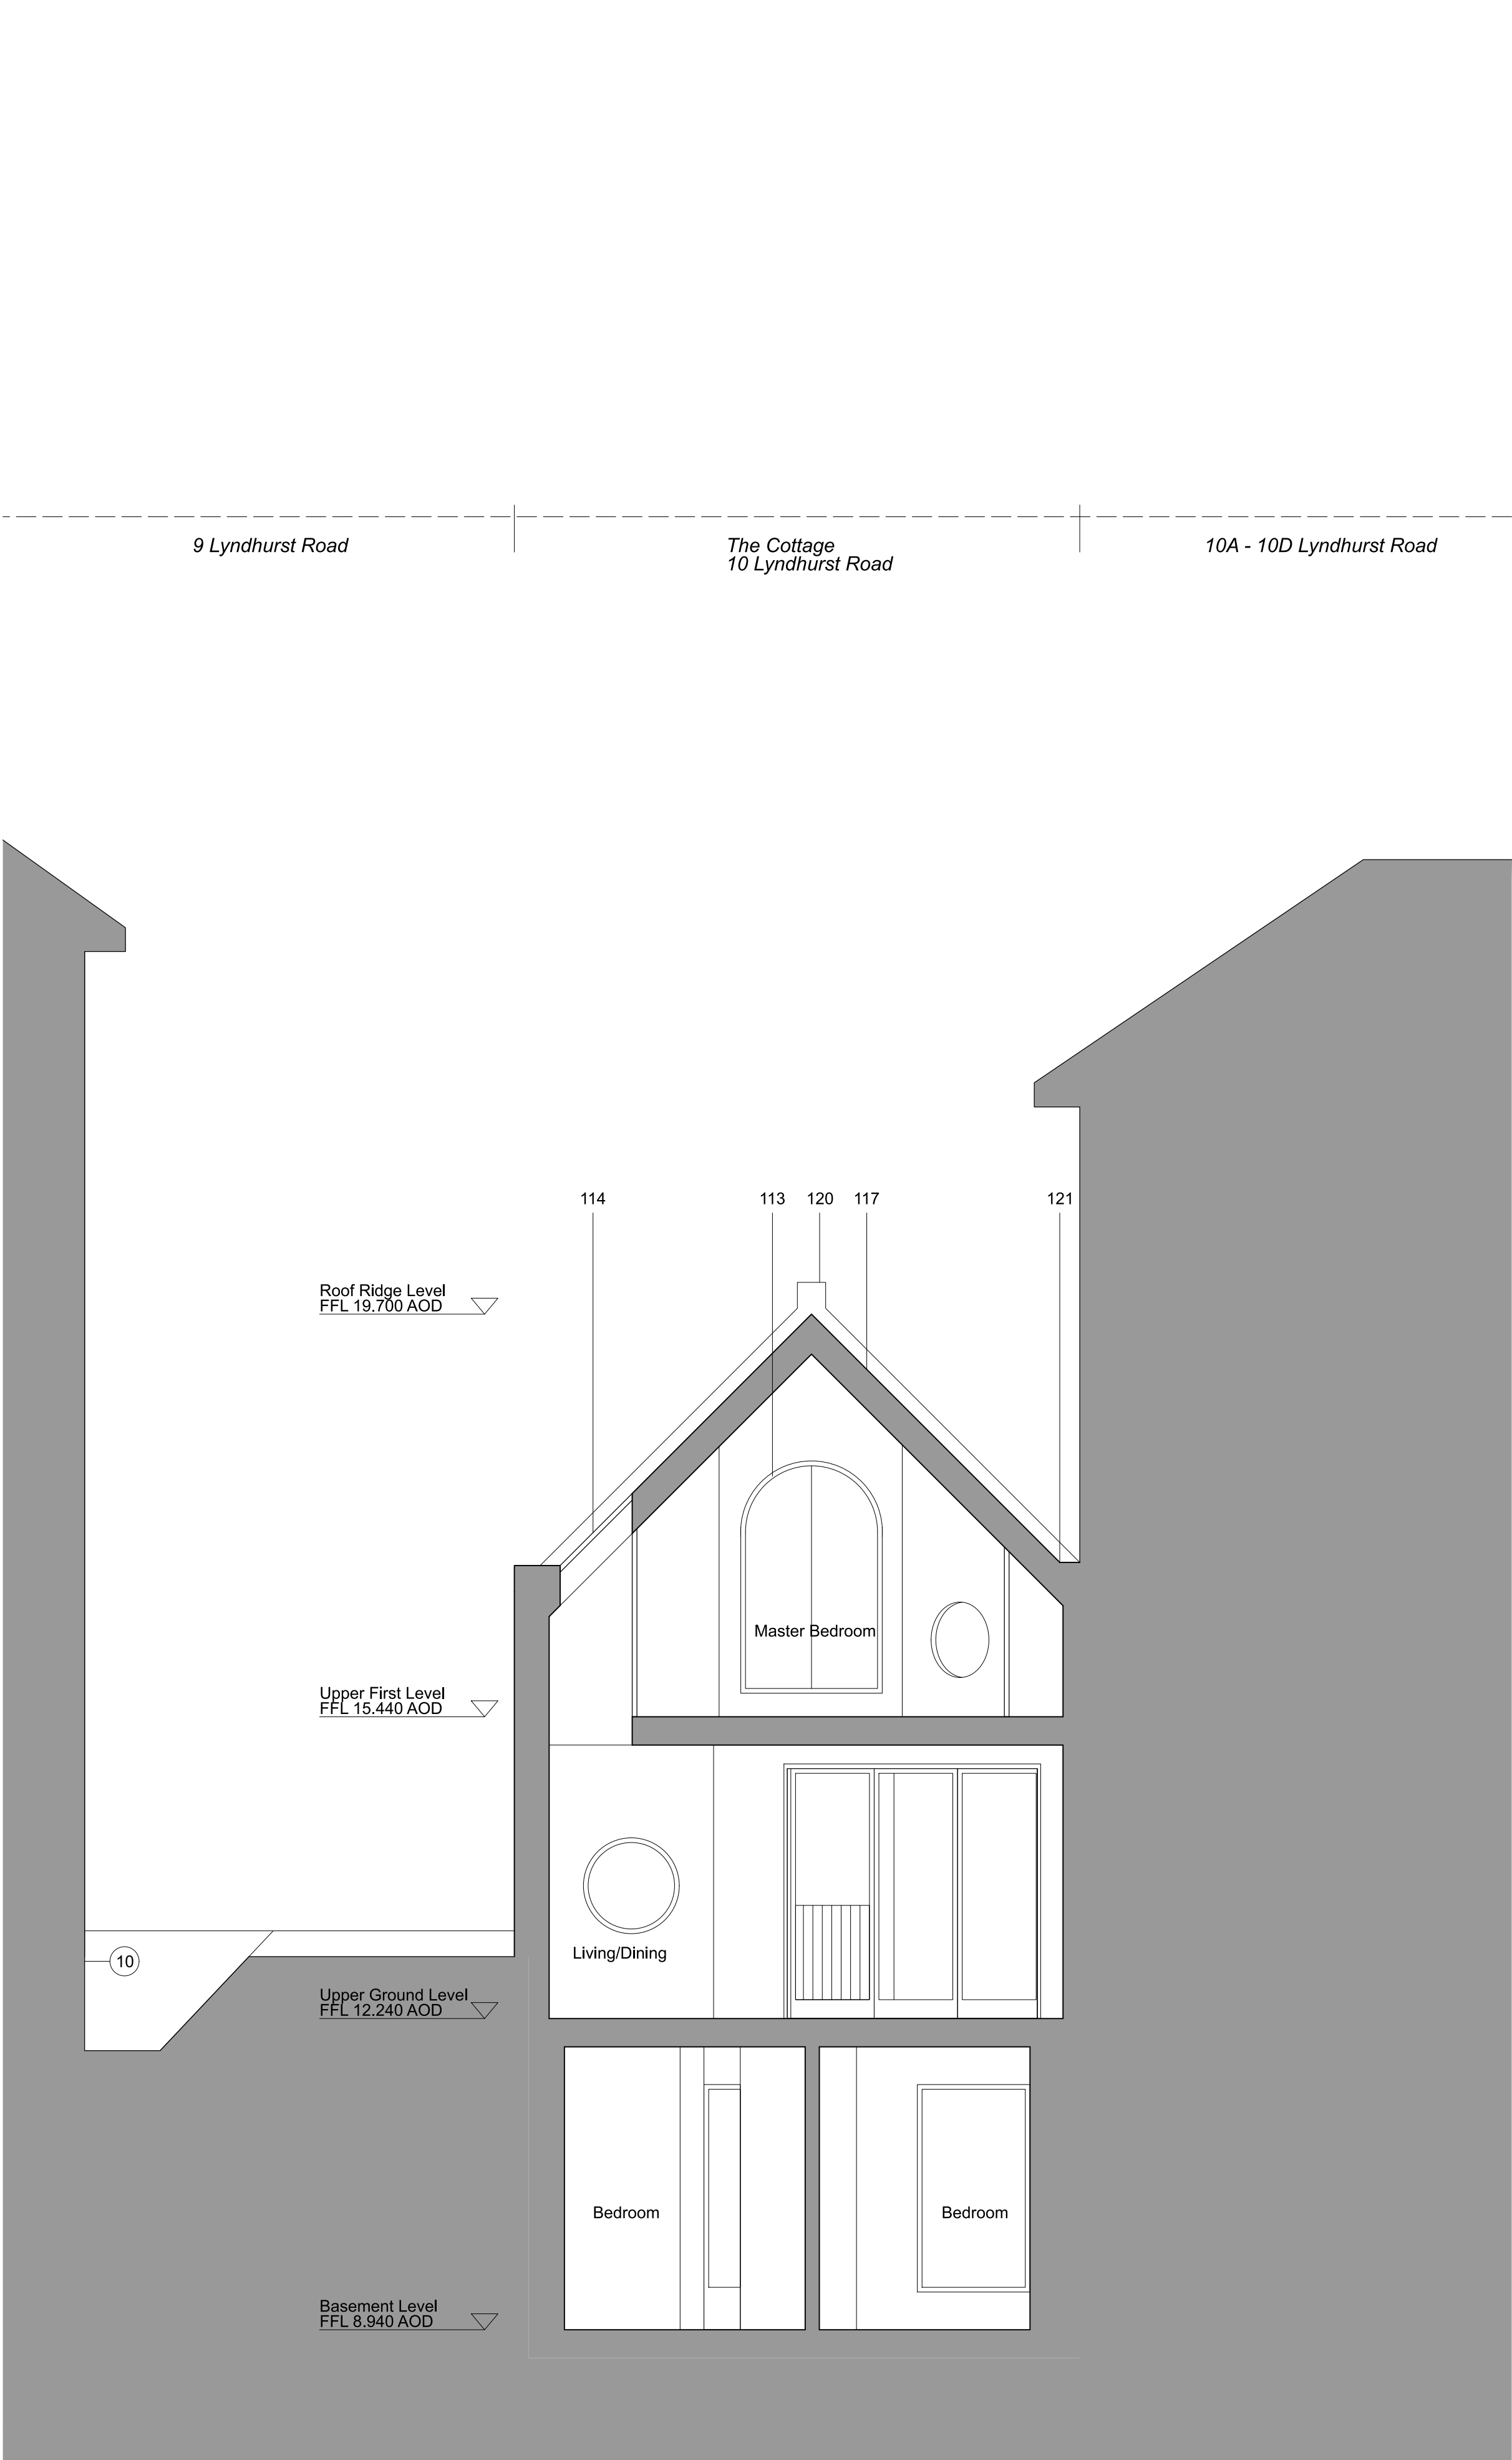 9 Lyndhurst Road
The Cottage
10 Lyndhurst Road
10A - 10D Lyndhurst Road
114
113
120
117
121
Roof Ridge Level
FFL 19.700 AOD
Master Bedroom
Upper First Level
FFL 15.440 AOD
Living/Dining
10
Upper Ground Level
FFL 12.240 AOD
Bedroom
Bedroom
Basement Level
FFL 8.940 AOD